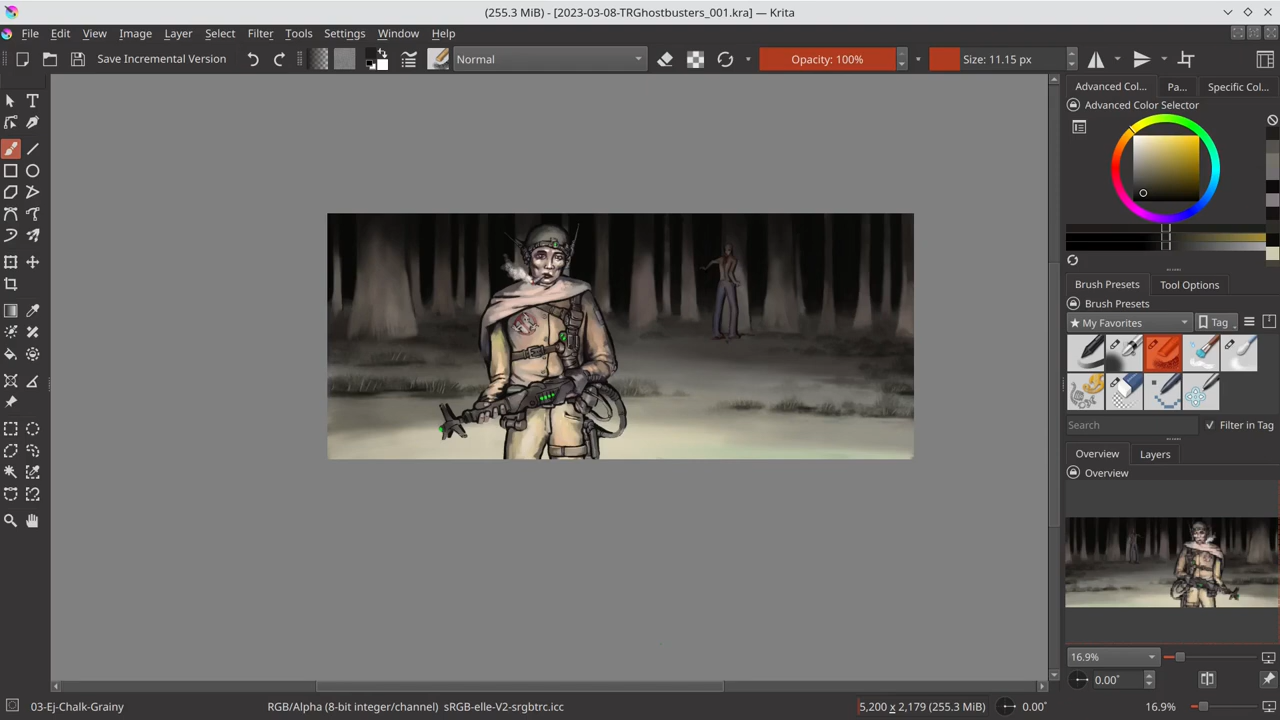 (255.3 MiB) - [2023-03-08-TRGhostbusters_001.kra] — Krita
File Edit View Image Layer Select Filter Tools Settings Window Help
Save Incremental Version Normal Opacity: 100% Size: 11.15 px
Advanced Col... Pa... Specific Col...
Advanced Color Selector
Brush Presets Tool Options
Brush Presets
★ My Favorites Tag
Search Filter in Tag
Overview Layers
Overview
16.9%
0.00°
03-Ej-Chalk-Grainy RGB/Alpha (8-bit integer/channel) sRGB-elle-V2-srgbtrc.icc 5,200 x 2,179 (255.3 MiB) 0.00° 16.9%